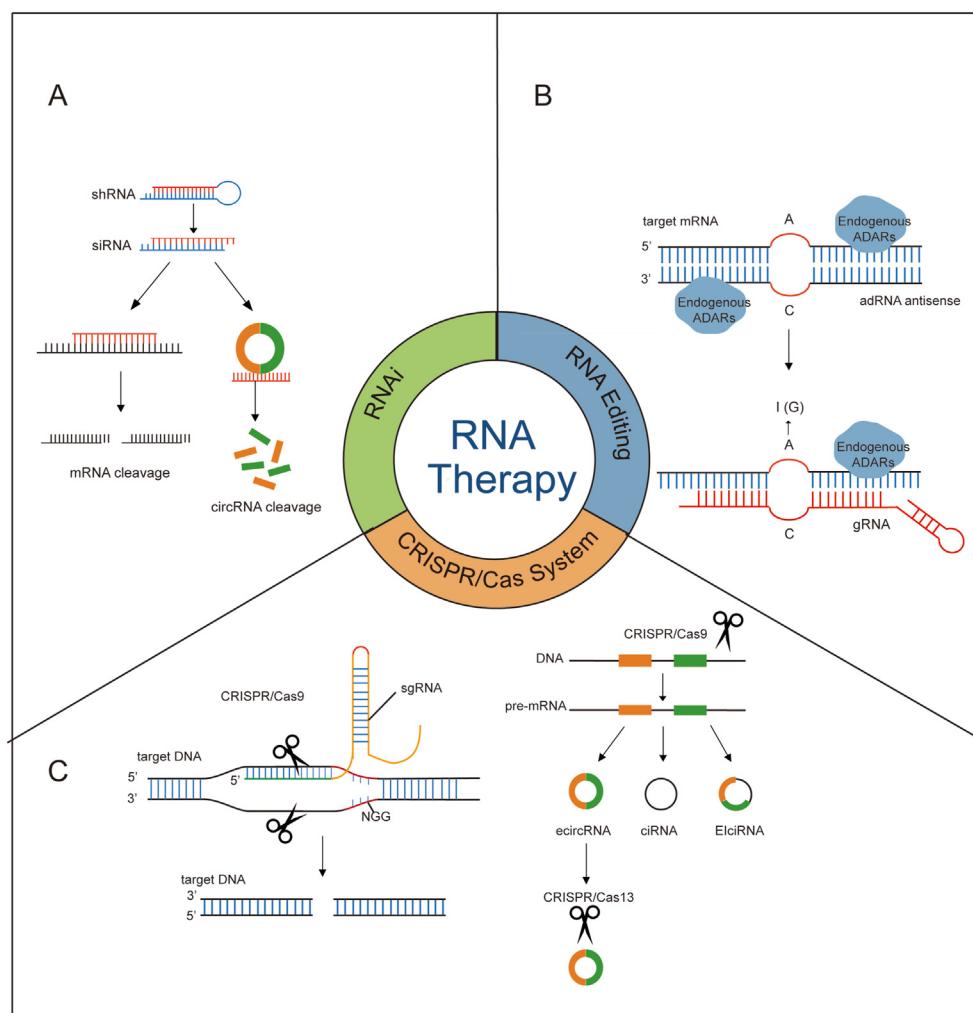 A
shRNA
siRNA
mRNA cleavage
circRNA cleavage
B
target mRNA
A
Endogenous
ADARs
5’
3’
Endogenous
ADARs
C
adRNA antisense
I (G)
A
Endogenous
ADARs
C
gRNA
RNAi
RNA Editing
CRISPR/Cas System
RNA
Therapy
C
CRISPR/Cas9
sgRNA
target DNA
5’
5’
3’
NGG
target DNA
3’
5’
CRISPR/Cas9
DNA
pre-mRNA
ecircRNA
ciRNA
EIciRNA
CRISPR/Cas13